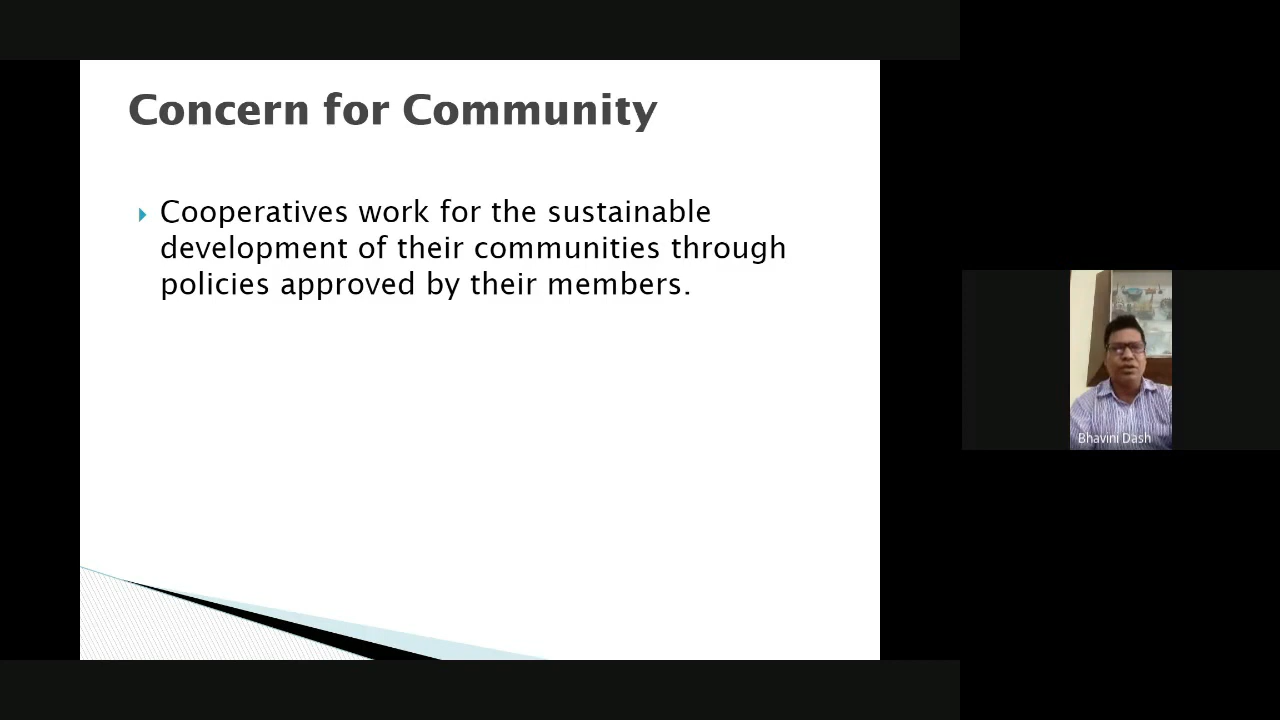 Concern for Community
Cooperatives work for the sustainable
development of their communities through
policies approved by their members.
Bhavini Dash